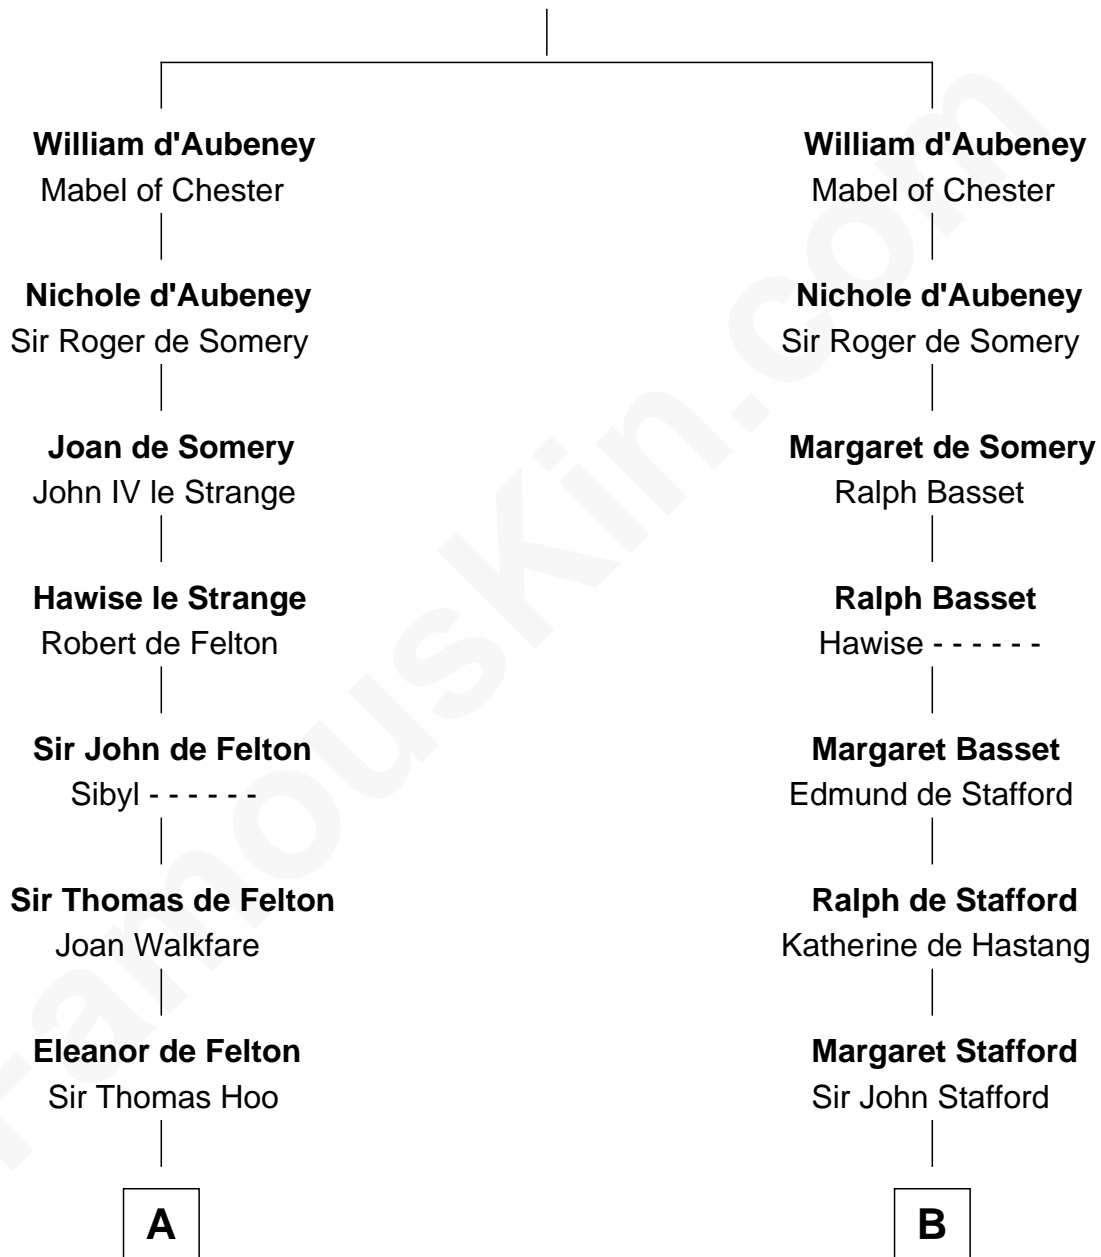 William d'Aubeney
Mabel of Chester
Nichole d'Aubeney
Sir Roger de Somery
Joan de Somery
John IV le Strange
Hawise le Strange
Robert de Felton
Sir John de Felton
Sibyl - - - - - -
Sir Thomas de Felton
Joan Walkfare
Eleanor de Felton
Sir Thomas Hoo
A
William d'Aubeney
Mabel of Chester
Nichole d'Aubeney
Sir Roger de Somery
Margaret de Somery
Ralph Basset
Ralph Basset
Hawise - - - - - -
Margaret Basset
Edmund de Stafford
Ralph de Stafford
Katherine de Hastang
Margaret Stafford
Sir John Stafford
B
FamousKin.com